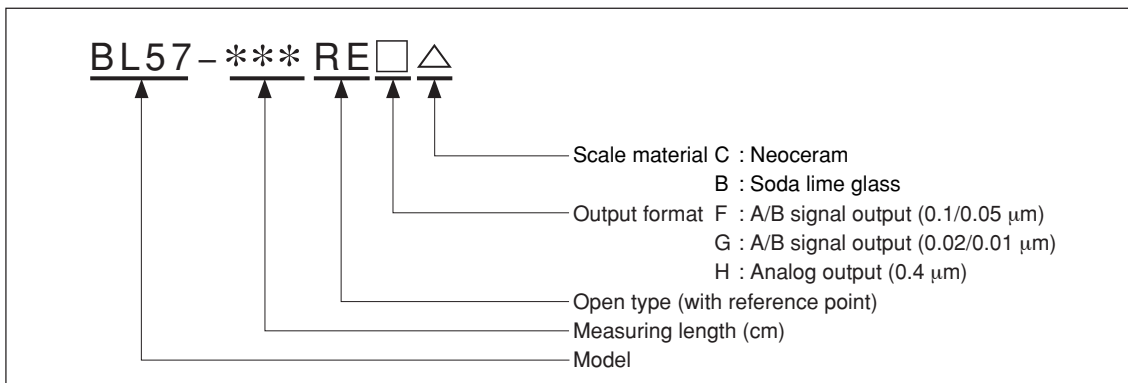 BL57-***RE□△
Scale material C : Neoceram
B : Soda lime glass
Output format F : A/B signal output (0.1/0.05 μm)
G : A/B signal output (0.02/0.01 μm)
H : Analog output (0.4 μm)
Open type (with reference point)
Measuring length (cm)
Model